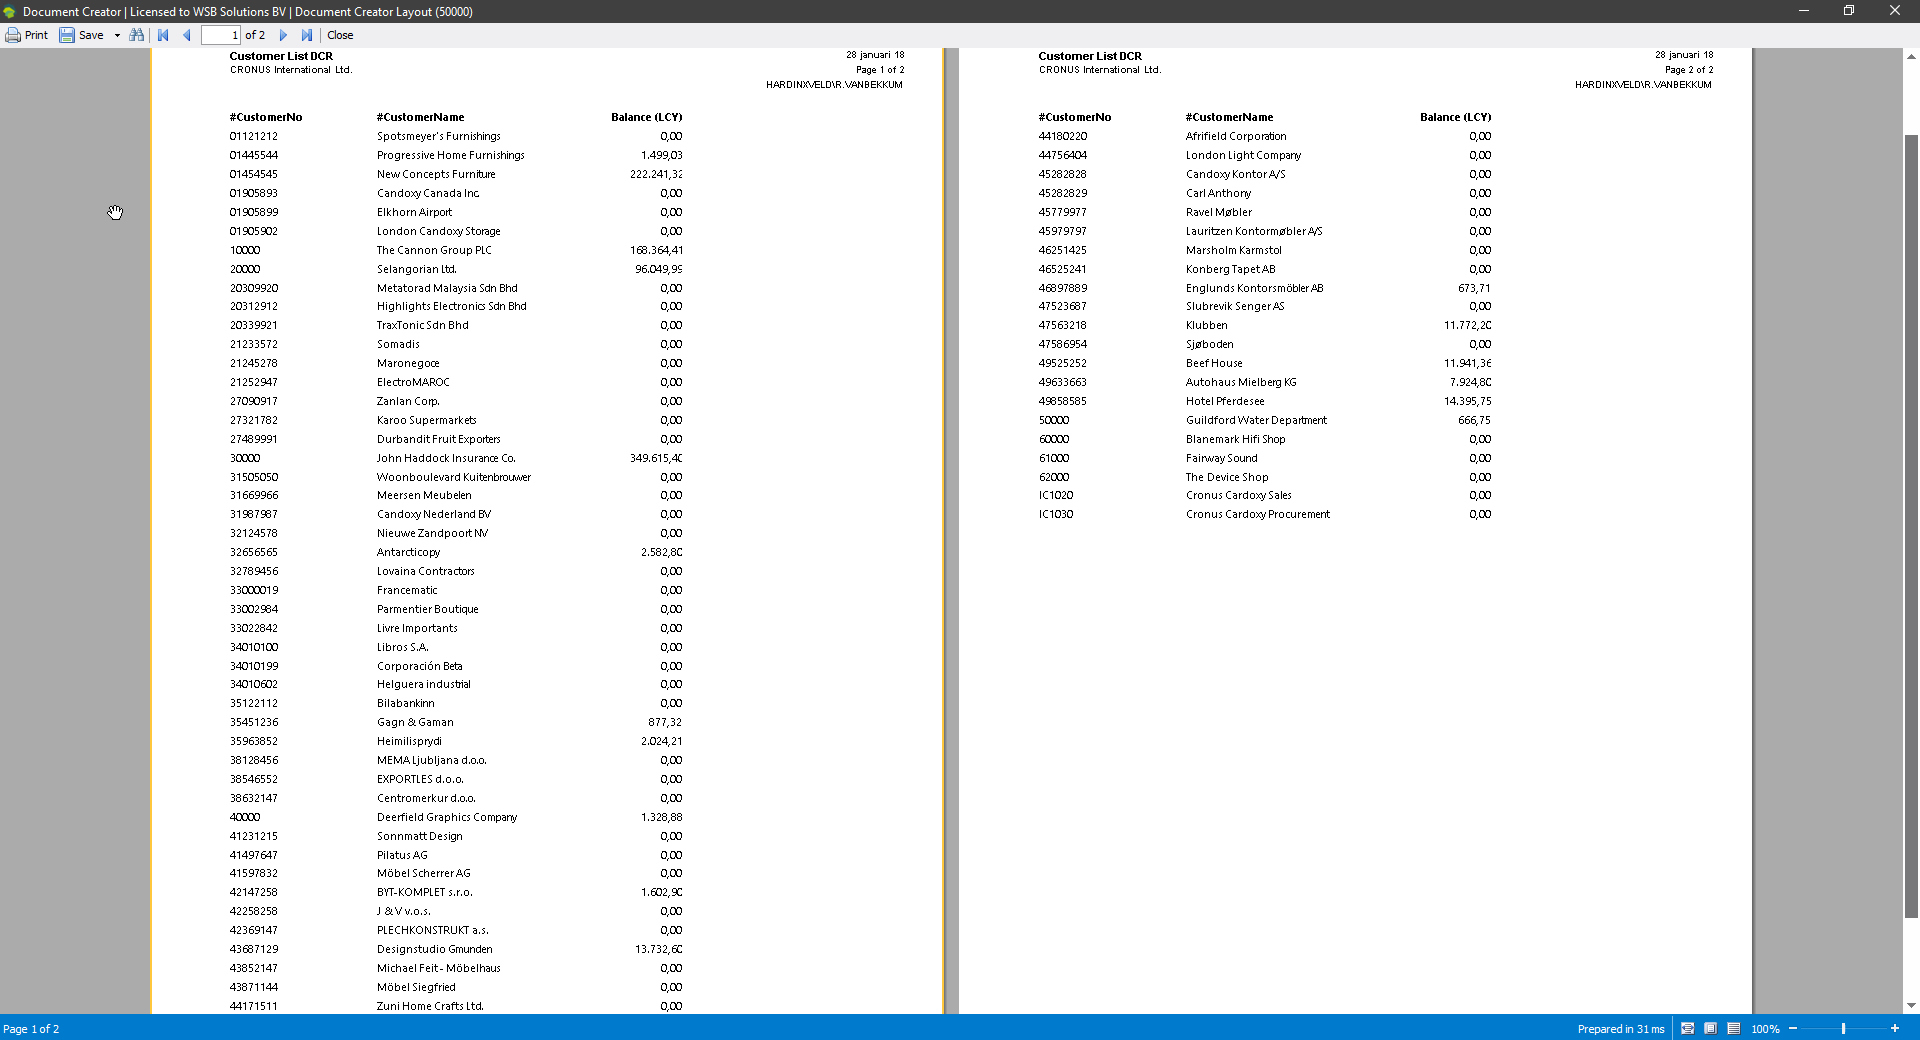 Document Creator | Licensed to WSB Solutions BV | Document Creator Layout (50000)
Print Save 1 of 2 Close
Customer List DCR 28 januari 18
CRONUS International Ltd. Page 1 of 2
HARDINXVELD\R.VANBEKKUM
#CustomerNo #CustomerName Balance (LCY)
01121212 Spotsmeyer's Furnishings 0,00
01445544 Progressive Home Furnishings 1.499,03
01454545 New Concepts Furniture 222.241,32
01905893 Candoxy Canada Inc. 0,00
01905899 Elkhorn Airport 0,00
01905902 London Candoxy Storage 0,00
10000 The Cannon Group PLC 168.364,41
20000 Selangorian Ltd. 96.049,99
20309920 Metatorad Malaysia Sdn Bhd 0,00
20312912 Highlights Electronics Sdn Bhd 0,00
20339921 TraxTonic Sdn Bhd 0,00
21233572 Somadis 0,00
21245278 Maronegoce 0,00
21252947 ElectroMAROC 0,00
27090917 Zanlan Corp. 0,00
27321782 Karoo Supermarkets 0,00
27489991 Durbandit Fruit Exporters 0,00
30000 John Haddock Insurance Co. 349.615,40
31505050 Woonboulevard Kuitenbrouwer 0,00
31669966 Meersen Meubelen 0,00
31987987 Candoxy Nederland BV 0,00
32124578 Nieuwe Zandpoort NV 0,00
32656565 Antarcticopy 2.582,80
32789456 Lovaina Contractors 0,00
33000019 Francematic 0,00
33002984 Parmentier Boutique 0,00
33022842 Livre Importants 0,00
34010100 Libros S.A. 0,00
34010199 Corporación Beta 0,00
34010602 Helguera industrial 0,00
35122112 Bilabankinn 0,00
35451236 Gagn & Gaman 877,32
35963852 Heimilisprydi 2.024,21
38128456 MEMA Ljubljana d.o.o. 0,00
38546552 EXPORTLES d.o.o. 0,00
38632147 Centromerkur d.o.o. 0,00
40000 Deerfield Graphics Company 1.328,88
41231215 Sonnmatt Design 0,00
41497647 Pilatus AG 0,00
41597832 Möbel Scherrer AG 0,00
42147258 BYT-KOMPLET s.r.o. 1.602,90
42258258 J & V v.o.s. 0,00
42369147 PLECHKONSTRUKT a.s. 0,00
43687129 Designstudio Gmunden 13.732,60
43852147 Michael Feit - Möbelhaus 0,00
43871144 Möbel Siegfried 0,00
44171511 Zuni Home Crafts Ltd. 0,00
Customer List DCR 28 januari 18
CRONUS International Ltd. Page 2 of 2
HARDINXVELD\R.VANBEKKUM
#CustomerNo #CustomerName Balance (LCY)
44180220 Afrifield Corporation 0,00
44756404 London Light Company 0,00
45282828 Candoxy Kontor A/S 0,00
45282829 Carl Anthony 0,00
45779977 Ravel Møbler 0,00
45979797 Lauritzen Kontormøbler A/S 0,00
46251425 Marsholm Karmstol 0,00
46525241 Konberg Tapet AB 0,00
46897889 Englunds Kontorsmöbler AB 673,71
47523687 Slubrevik Senger AS 0,00
47563218 Klubben 11.772,20
47586954 Sjøboden 0,00
49525252 Beef House 11.941,36
49633663 Autohaus Mielberg KG 7.924,80
49858585 Hotel Pferdesee 14.395,75
50000 Guildford Water Department 666,75
60000 Blanemark Hifi Shop 0,00
61000 Fairway Sound 0,00
62000 The Device Shop 0,00
IC1020 Cronus Cardoxy Sales 0,00
IC1030 Cronus Cardoxy Procurement 0,00
Page 1 of 2 Prepared in 31 ms 100%